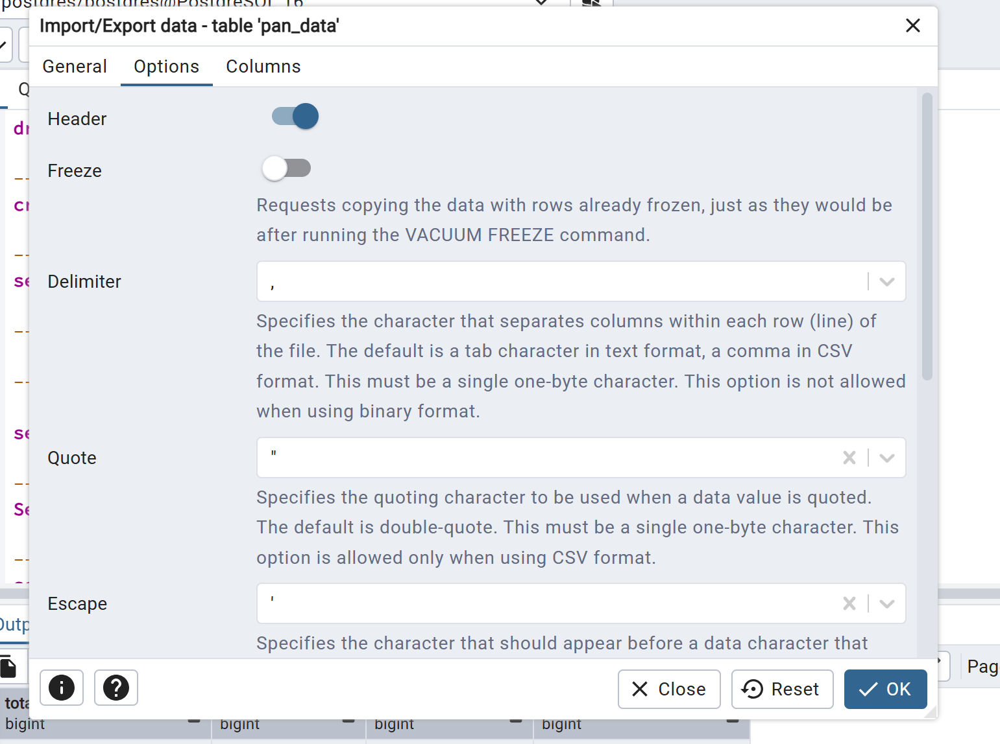 postgres/postgres@PostgreSQL 16
Import/Export data - table 'pan_data'
General Options Columns
Header
Freeze
Requests copying the data with rows already frozen, just as they would be
after running the VACUUM FREEZE command.
Delimiter
,
Specifies the character that separates columns within each row (line) of
the file. The default is a tab character in text format, a comma in CSV
format. This must be a single one-byte character. This option is not allowed
when using binary format.
Quote
"
Specifies the quoting character to be used when a data value is quoted.
The default is double-quote. This must be a single one-byte character. This
option is allowed only when using CSV format.
Escape
'
Specifies the character that should appear before a data character that
Close Reset OK
bigint bigint bigint bigint